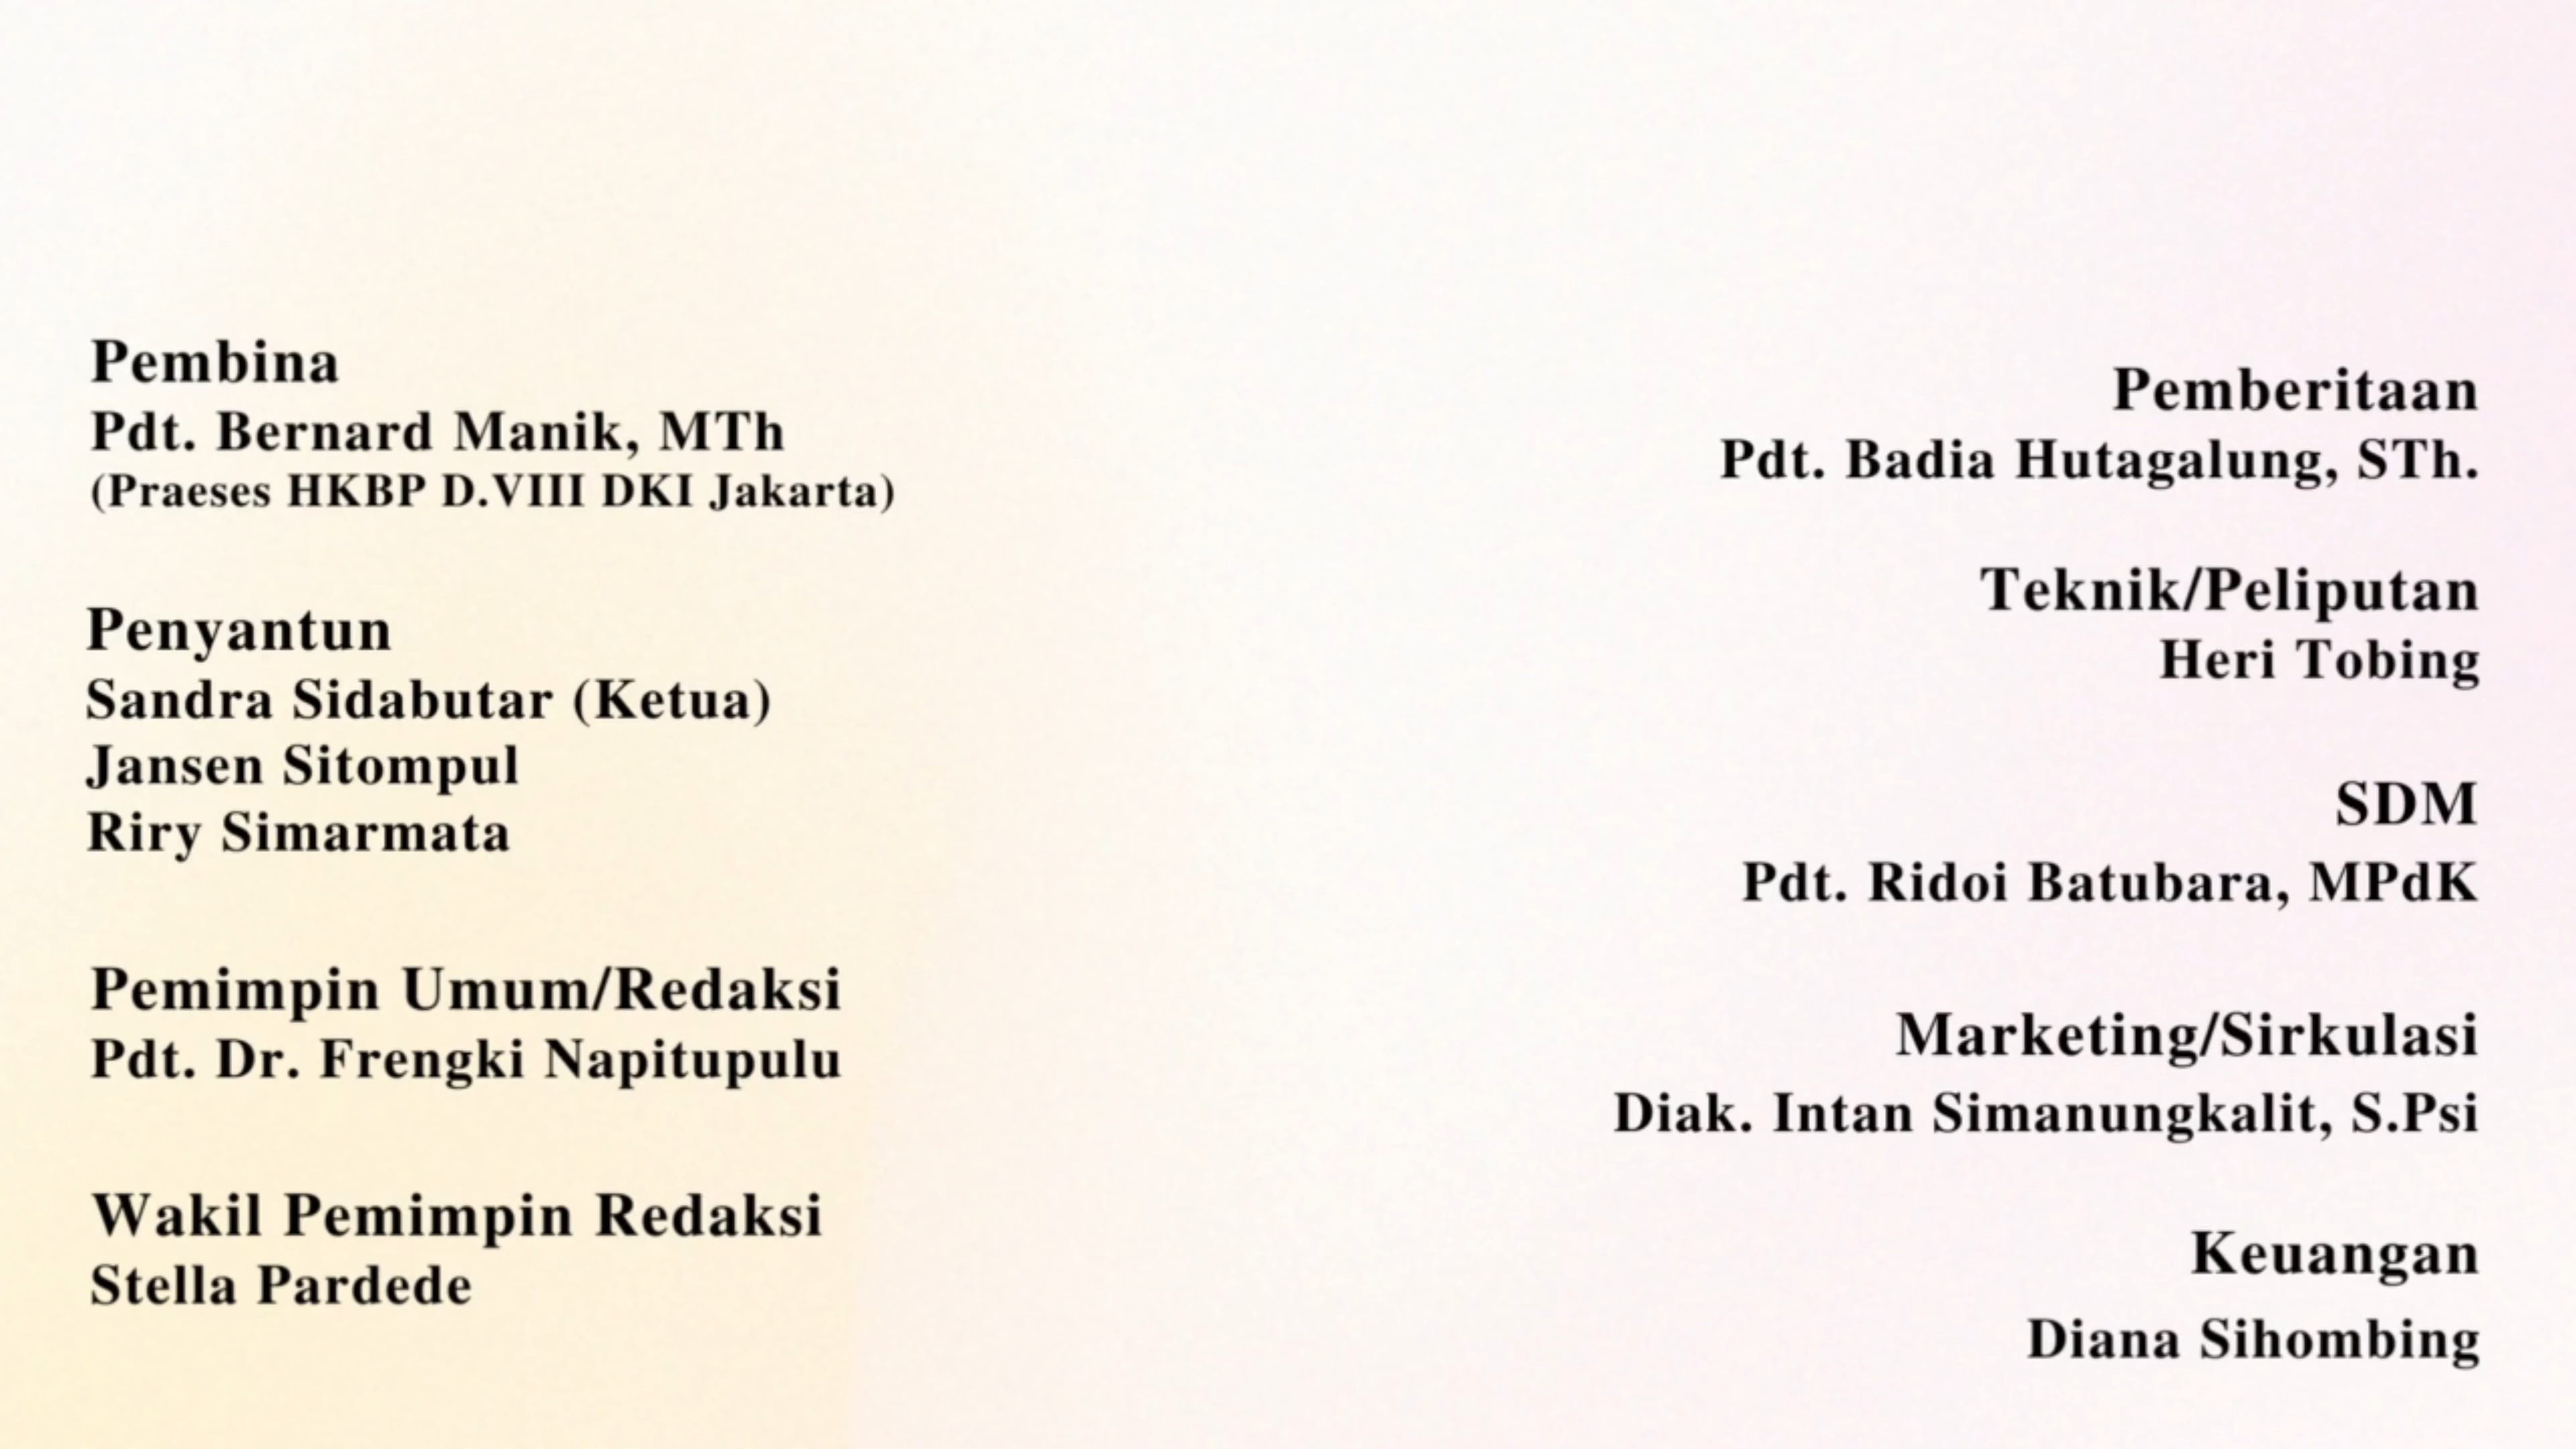 Pembina
Pdt. Bernard Manik, MTh
(Praeses HKBP D.VIII DKI Jakarta)
Penyantun
Sandra Sidabutar (Ketua)
Jansen Sitompul
Riry Simarmata
Pemimpin Umum/Redaksi
Pdt. Dr. Frengki Napitupulu
Wakil Pemimpin Redaksi
Stella Pardede
Pemberitaan
Pdt. Badia Hutagalung, STh.
Teknik/Peliputan
Heri Tobing
SDM
Pdt. Ridoi Batubara, MPdK
Marketing/Sirkulasi
Diak. Intan Simanungkalit, S.Psi
Keuangan
Diana Sihombing